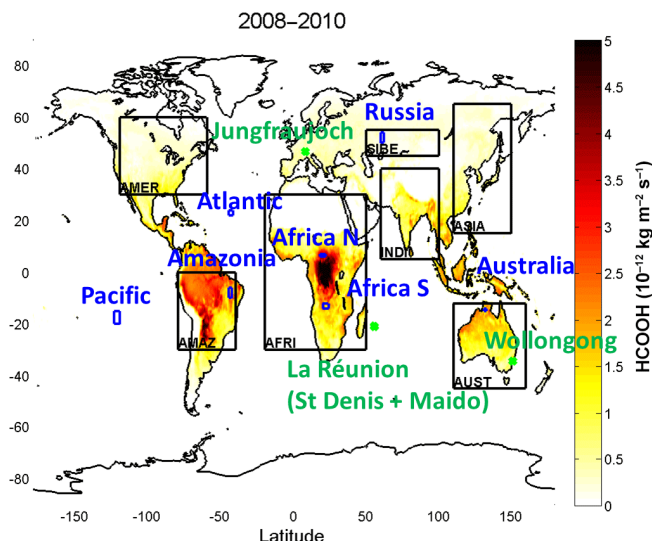 2008–2010
80
60
40
20
0
-20
-40
-60
-80
-150
-100
-50
0
50
100
150
Latitude
Jungfraujoch
Russia
SIBE
AMER
Atlantic
ASIA
INDI
Africa N
Amazonia
Australia
Pacific
Africa S
AMAZ
AFRI
Wollongong
AUST
La Réunion
(St Denis + Maido)
5
4.5
4
3.5
3
2.5
2
1.5
1
0.5
0
HCOOH (10⁻¹² kg m⁻² s⁻¹)